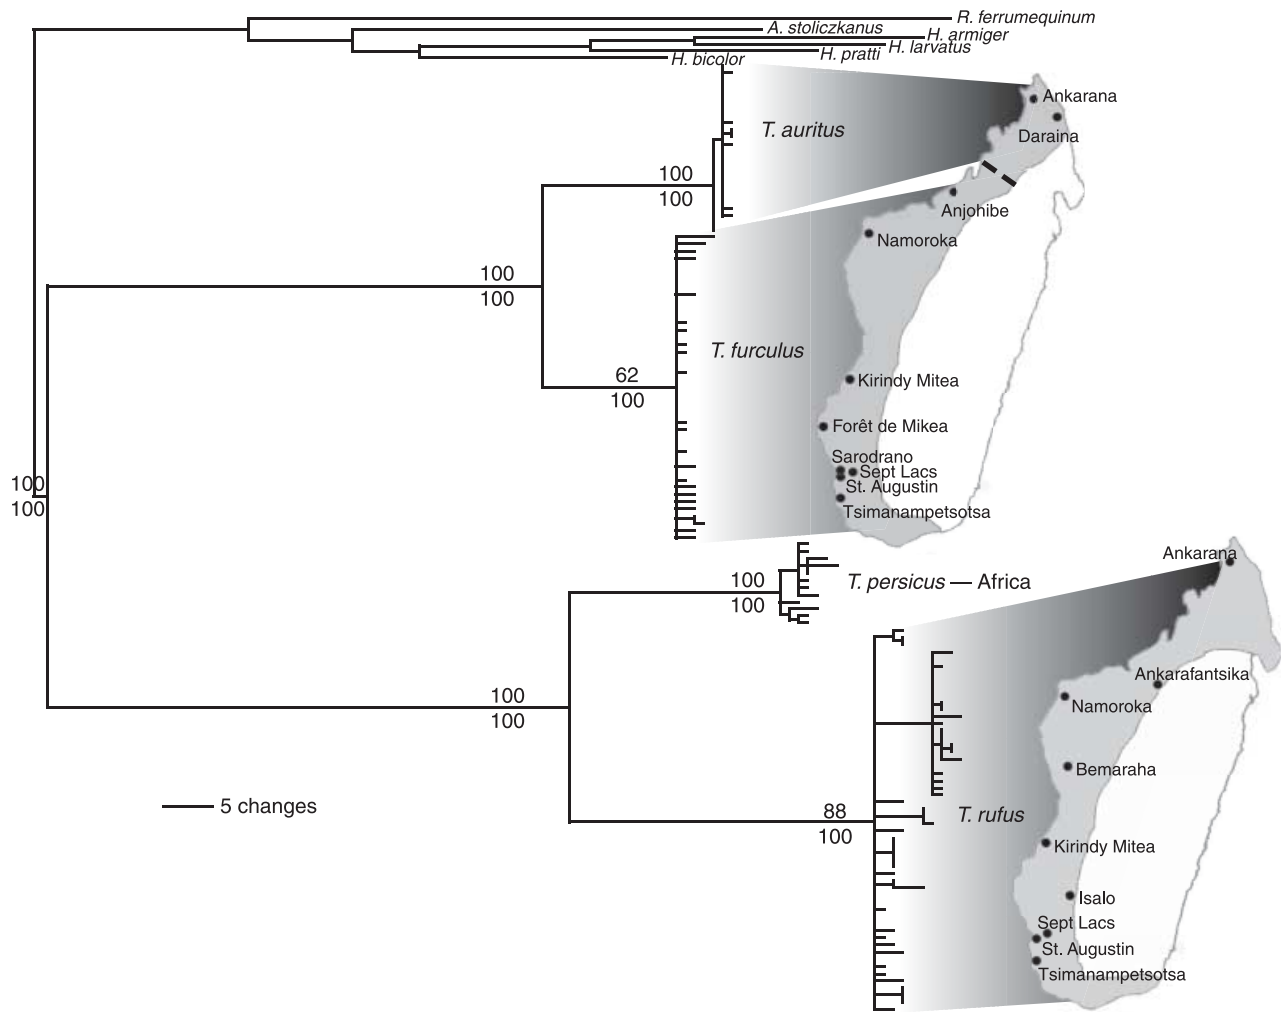 R. ferrumequinum
A. stoliczkanus
H. armiger
H. larvatus
H. pratti
H. bicolor
Ankarana
T. auritus
Daraina
100
100
Anjohibe
Namoroka
100
100
T. furculus
62
100
Kirindy Mitea
Forêt de Mikea
Sarodrano
Sept Lacs
St. Augustin
Tsimanampetsotsa
100
100
Ankarana
100
100
T. persicus — Africa
Ankarafantsika
100
100
Namoroka
Bemaraha
5 changes
88
100
T. rufus
Kirindy Mitea
Isalo
Sept Lacs
St. Augustin
Tsimanampetsotsa